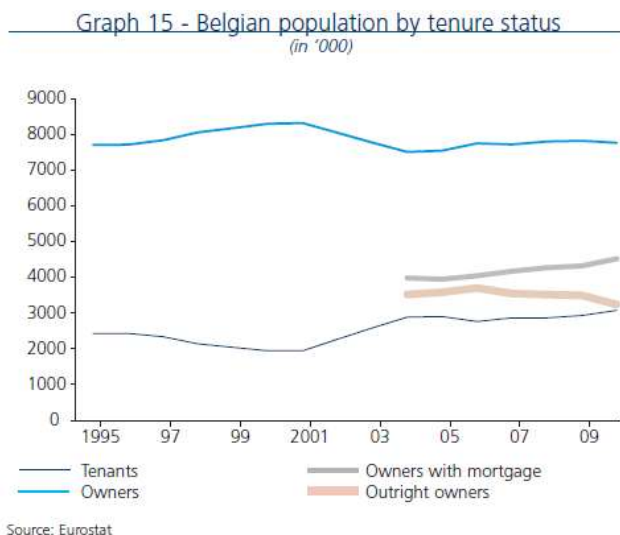 Graph 15 - Belgian population by tenure status
(in '000)
9000
8000
7000
6000
5000
4000
3000
2000
1000
0
1995 97 99 2001 03 05 07 09
Tenants Owners with mortgage
Owners Outright owners
Source: Eurostat